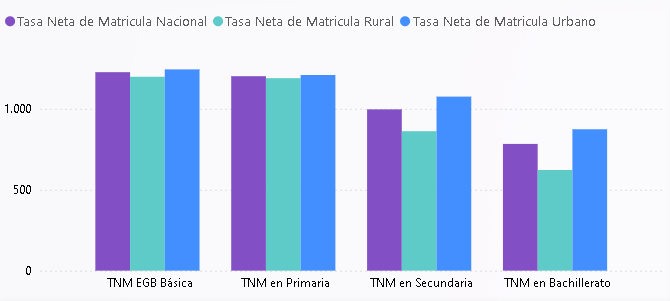 Tasa Neta de Matricula Nacional Tasa Neta de Matricula Rural Tasa Neta de Matricula Urbano
1.000
500
0
TNM EGB Básica TNM en Primaria TNM en Secundaria TNM en Bachillerato